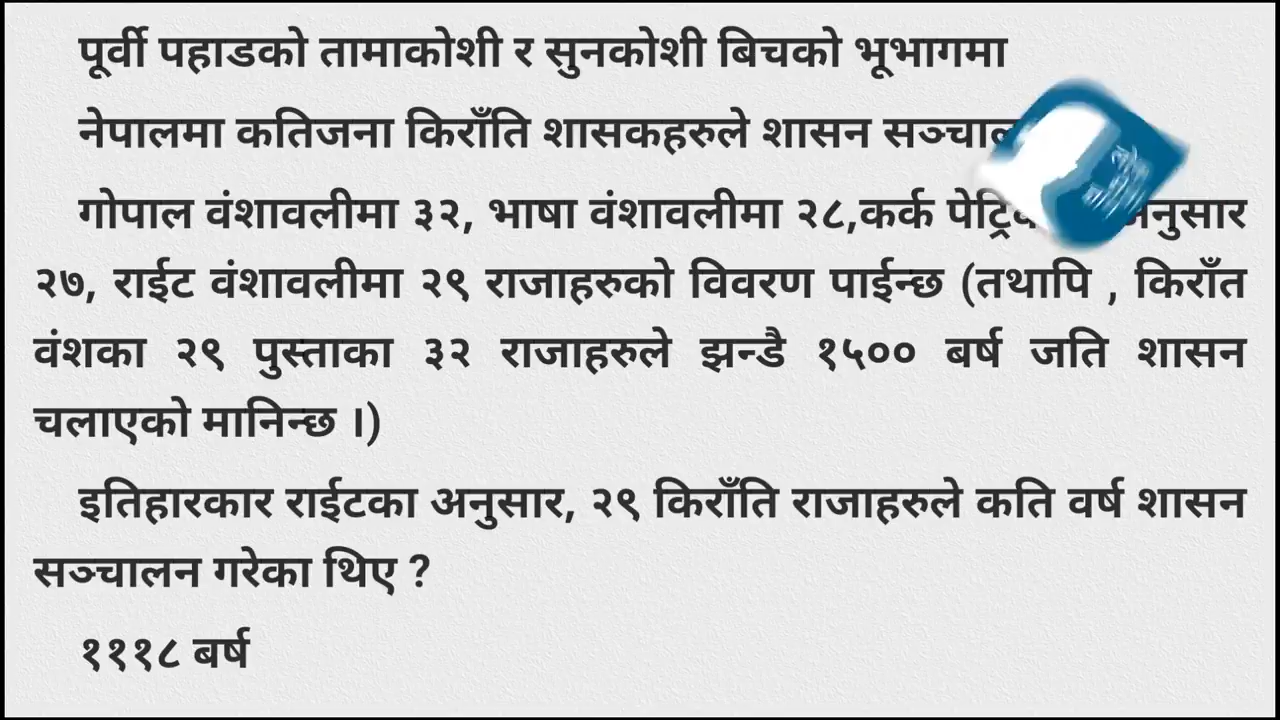 पूर्वी पहाडको तामाकोशी र सुनकोशी बिचको भूभागमा
नेपालमा कतिजना किराँति शासकहरुले शासन
गोपाल वंशावलीमा ३२, भाषा वंशावलीमा २८,कर्क
२७, राईट वंशावलीमा २९ राजाहरुको विवरण पाईन्छ (तथापि , किराँत
वंशका २९ पुस्ताका ३२ राजाहरुले झन्डै १५०० बर्ष जति शासन
चलाएको मानिन्छ ।)
इतिहारकार राईटका अनुसार, २९ किराँति राजाहरुले कति वर्ष शासन
सञ्चालन गरेका थिए ?
१११८ बर्ष